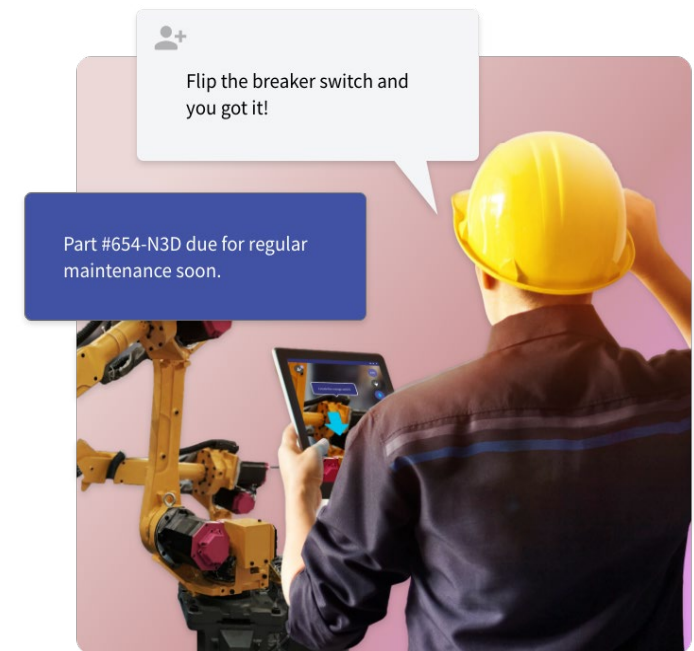 Flip the breaker switch and
you got it!
Part #654-N3D due for regular
maintenance soon.